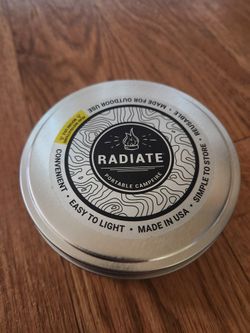 RADIATE
PORTABLE CAMPFIRE
CONVENIENT • EASY TO LIGHT • MADE IN USA • SIMPLE TO STORE • REUSABLE • MADE FOR OUTDOOR USE